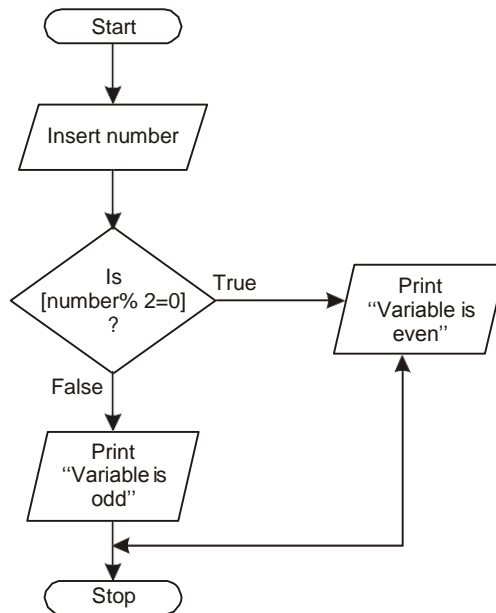 Start
Insert number
Is
[number% 2=0]
?
True
Print
“Variable is
even”
False
Print
“Variable is
odd”
Stop